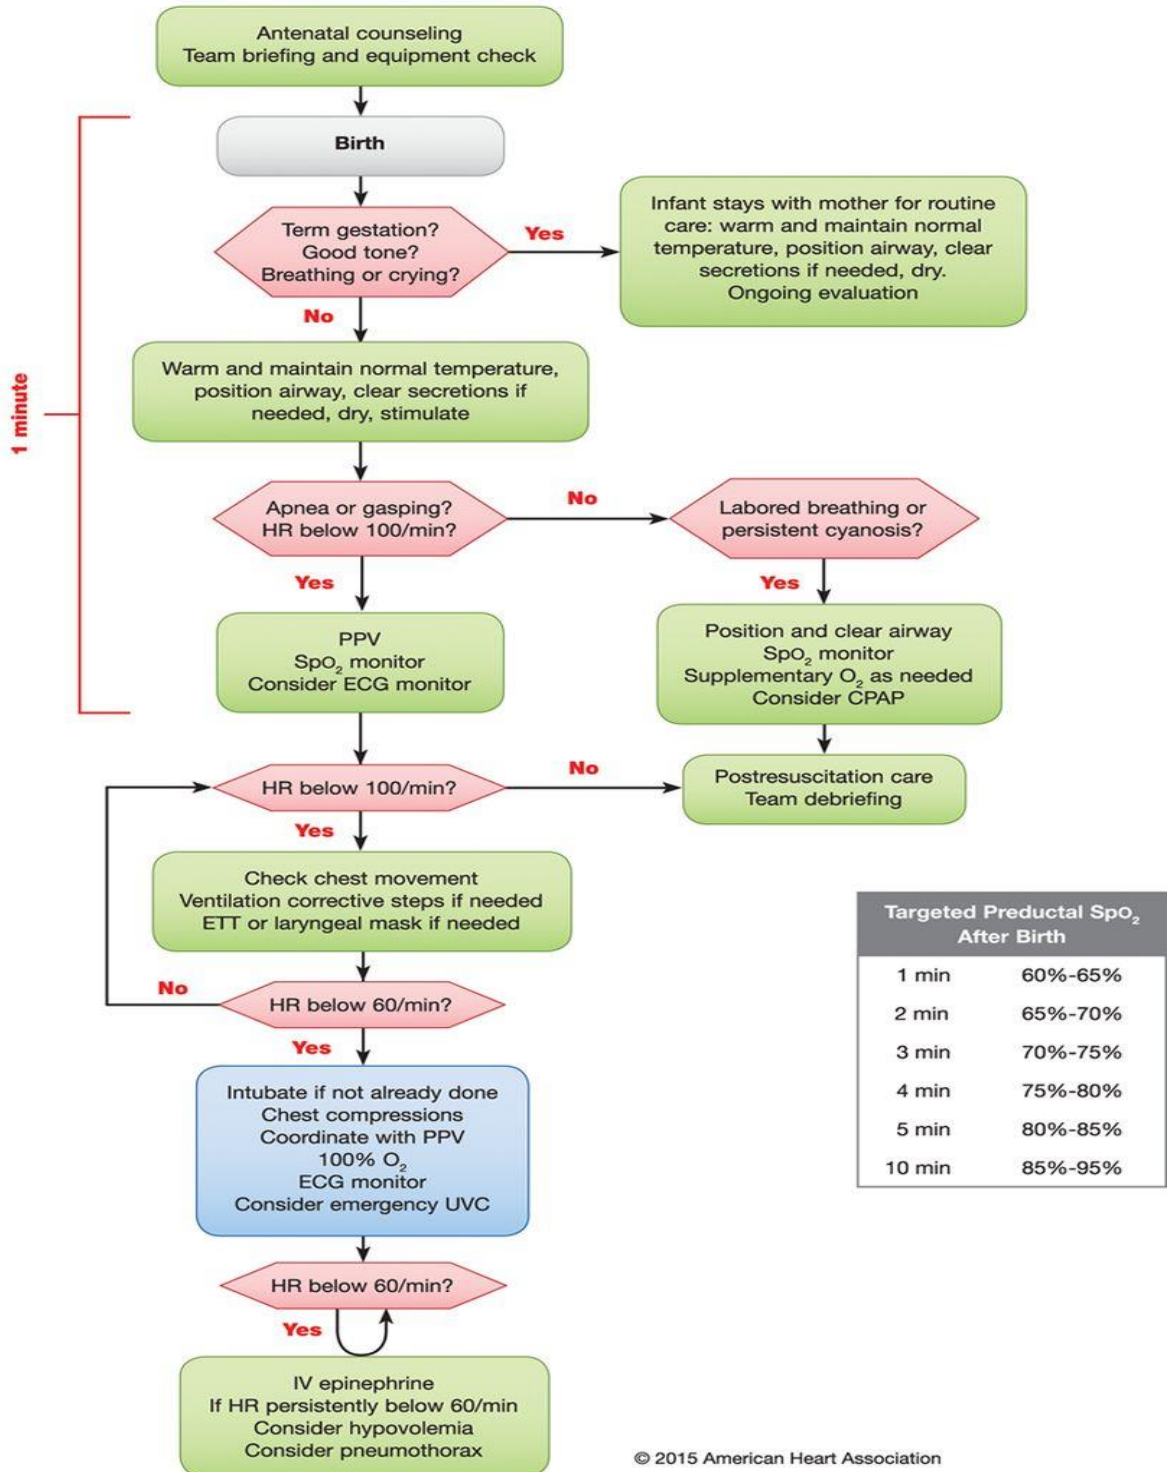 Antenatal counseling
Team briefing and equipment check
Birth
1 minute
Term gestation?
Good tone?
Breathing or crying?
Yes
Infant stays with mother for routine
care: warm and maintain normal
temperature, position airway, clear
secretions if needed, dry.
Ongoing evaluation
No
Warm and maintain normal temperature,
position airway, clear secretions if
needed, dry, stimulate
Apnea or gasping?
HR below 100/min?
No
Labored breathing or
persistent cyanosis?
Yes
Yes
PPV
SpO₂ monitor
Consider ECG monitor
Position and clear airway
SpO₂ monitor
Supplementary O₂ as needed
Consider CPAP
HR below 100/min?
No
Postresuscitation care
Team debriefing
Yes
Check chest movement
Ventilation corrective steps if needed
ETT or laryngeal mask if needed
No
HR below 60/min?
Yes
Intubate if not already done
Chest compressions
Coordinate with PPV
100% O₂
ECG monitor
Consider emergency UVC
HR below 60/min?
Yes
IV epinephrine
If HR persistently below 60/min
Consider hypovolemia
Consider pneumothorax
Targeted Preductal SpO₂
After Birth
1 min 60%-65%
2 min 65%-70%
3 min 70%-75%
4 min 75%-80%
5 min 80%-85%
10 min 85%-95%
© 2015 American Heart Association